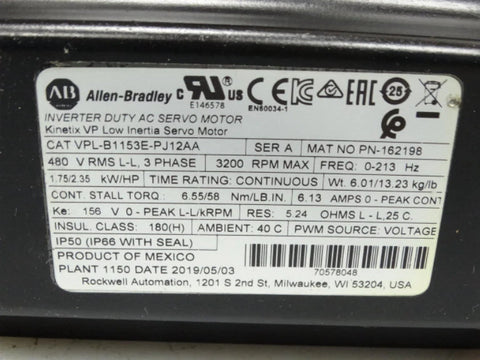 AB Allen-Bradley c UR US CE EAC 25
E146578 EN60034-1
INVERTER DUTY AC SERVO MOTOR
Kinetix VP Low Inertia Servo Motor
CAT VPL-B1153E-PJ12AA SER A MAT NO PN-162198
480 V RMS L-L, 3 PHASE 3200 RPM MAX FREQ: 0-213 Hz
1.75/2.35 kW/HP TIME RATING: CONTINUOUS Wt. 6.01/13.23 kg/lb
CONT. STALL TORQ: 6.55/58 Nm/LB.IN. 6.13 AMPS 0 - PEAK CONT
Ke: 156 V 0 - PEAK L-L/kRPM RES: 5.24 OHMS L - L,25 C.
INSUL. CLASS: 180(H) AMBIENT: 40 C PWM SOURCE: VOLTAGE
IP50 (IP66 WITH SEAL)
PRODUCT OF MEXICO
PLANT 1150 DATE 2019/05/03 70578048
Rockwell Automation, 1201 S 2nd St, Milwaukee, WI 53204, USA